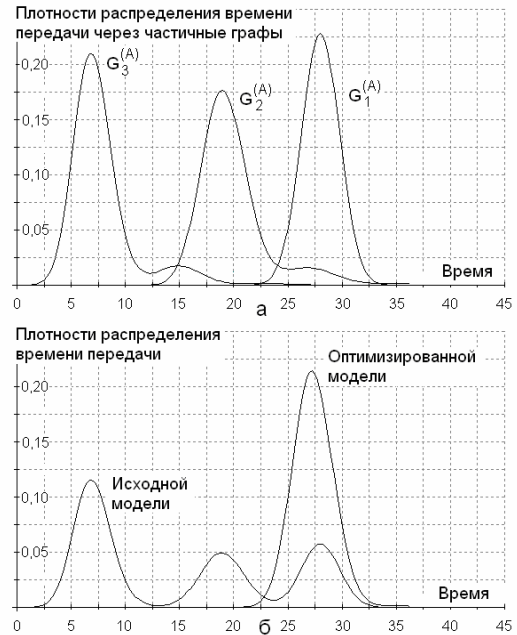 Плотности распределения времени
передачи через частичные графы
0,20
0,15
0,10
0,05
G₃⁽ᴬ⁾
G₂⁽ᴬ⁾
G₁⁽ᴬ⁾
Время
0 5 10 15 20 25 30 35 40 45
а
Плотности распределения
времени передачи
Оптимизированной
модели
0,20
0,15
0,10
0,05
Исходной
модели
Время
0 5 10 15 20 25 30 35 40 45
б